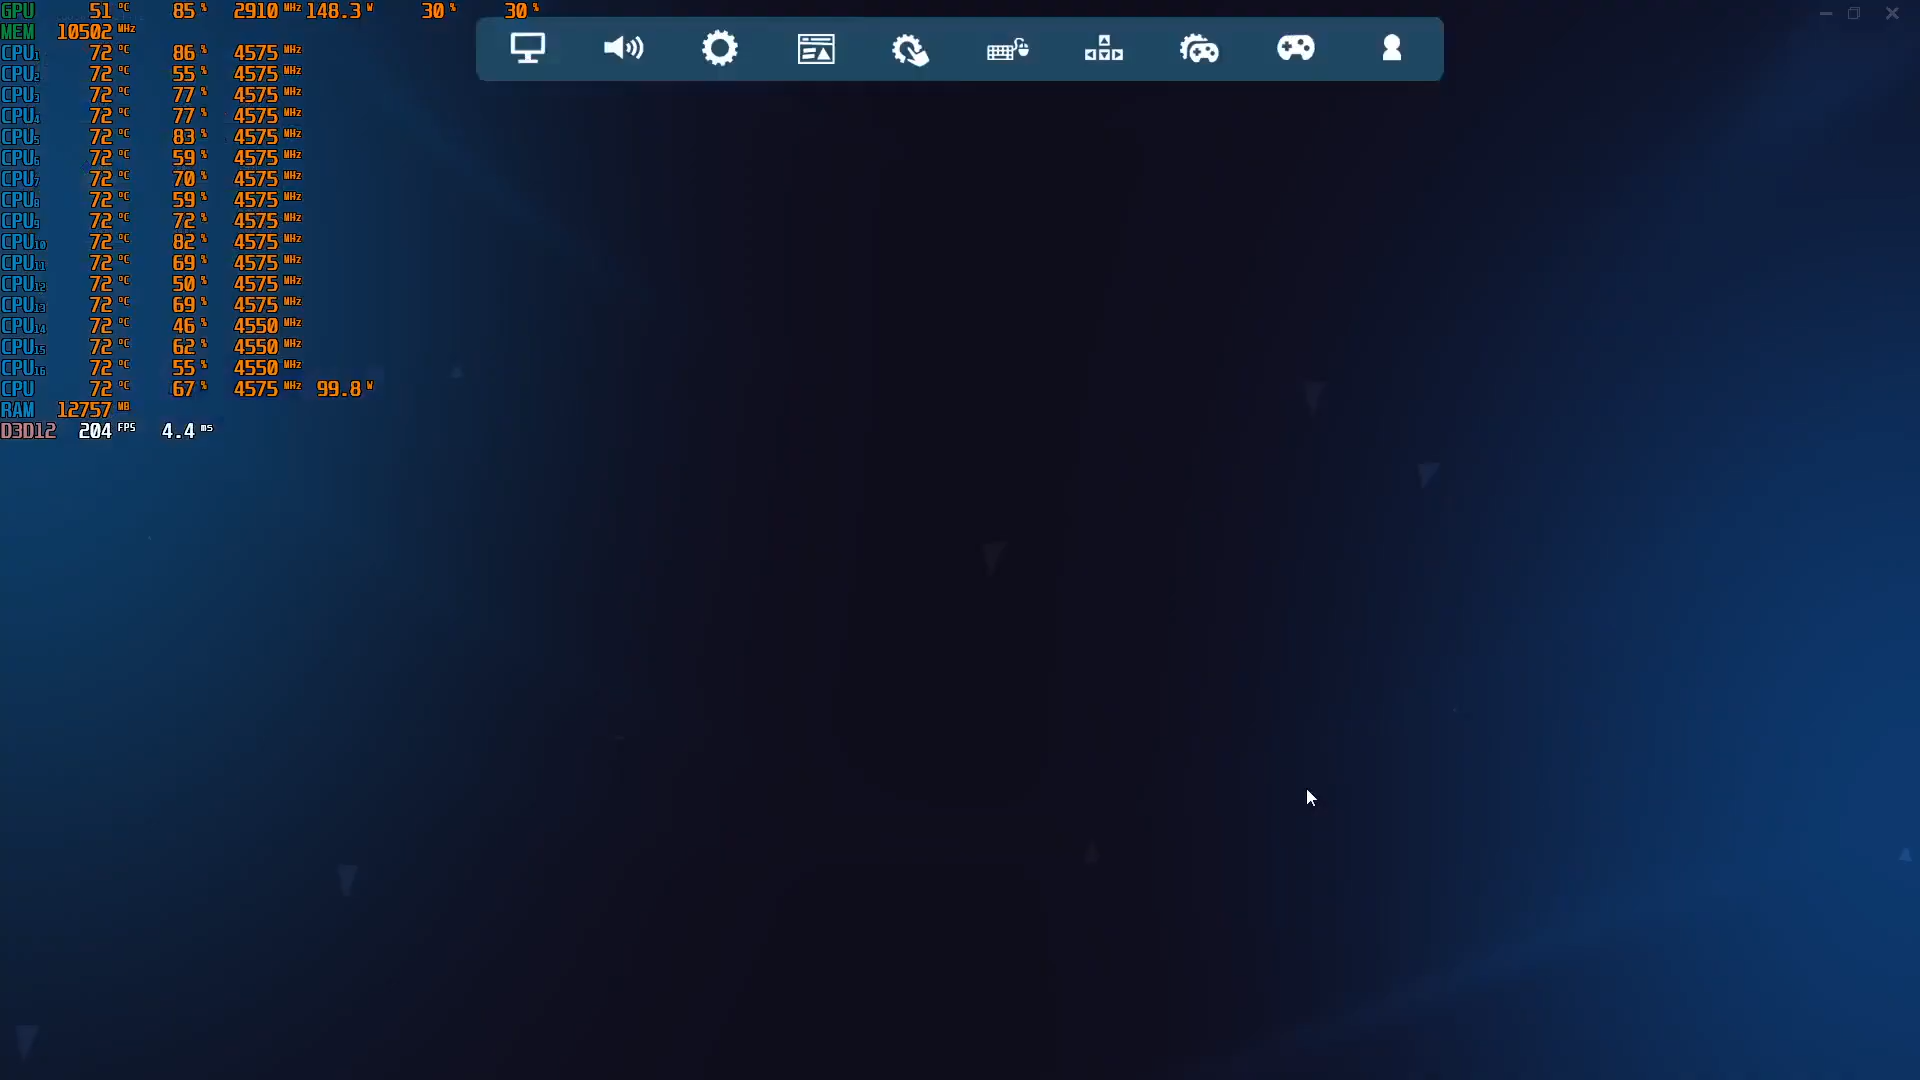 GPU 51 °C 85 % 2910 MHz 148.3 W 30 % 30 %
MEM 10502 MHz
CPU1 72 °C 86 % 4575 MHz
CPU2 72 °C 55 % 4575 MHz
CPU3 72 °C 77 % 4575 MHz
CPU4 72 °C 77 % 4575 MHz
CPU5 72 °C 83 % 4575 MHz
CPU6 72 °C 59 % 4575 MHz
CPU7 72 °C 70 % 4575 MHz
CPU8 72 °C 59 % 4575 MHz
CPU9 72 °C 72 % 4575 MHz
CPU10 72 °C 82 % 4575 MHz
CPU11 72 °C 69 % 4575 MHz
CPU12 72 °C 50 % 4575 MHz
CPU13 72 °C 69 % 4575 MHz
CPU14 72 °C 46 % 4550 MHz
CPU15 72 °C 62 % 4550 MHz
CPU16 72 °C 55 % 4550 MHz
CPU 72 °C 67 % 4575 MHz 99.8 W
RAM 12757 MB
D3D12 204 FPS 4.4 ms